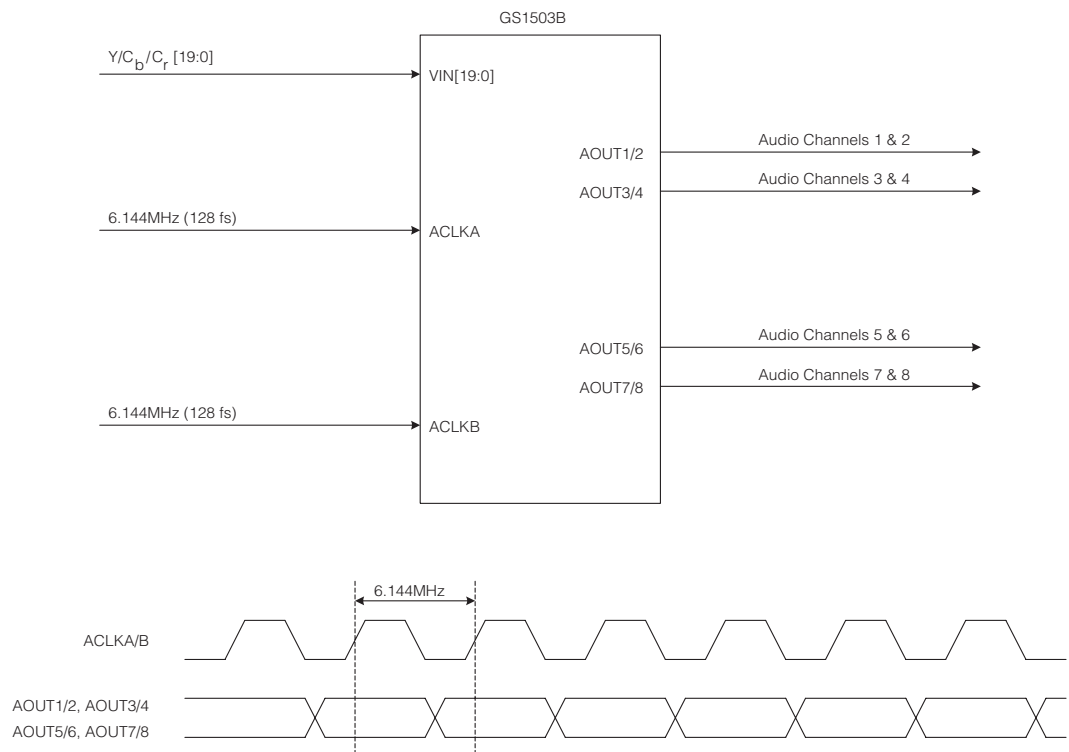 GS1503B
Y/Cb/Cr [19:0]
VIN[19:0]
AOUT1/2
Audio Channels 1 & 2
AOUT3/4
Audio Channels 3 & 4
6.144MHz (128 fs)
ACLKA
AOUT5/6
Audio Channels 5 & 6
AOUT7/8
Audio Channels 7 & 8
6.144MHz (128 fs)
ACLKB
6.144MHz
ACLKA/B
AOUT1/2, AOUT3/4
AOUT5/6, AOUT7/8